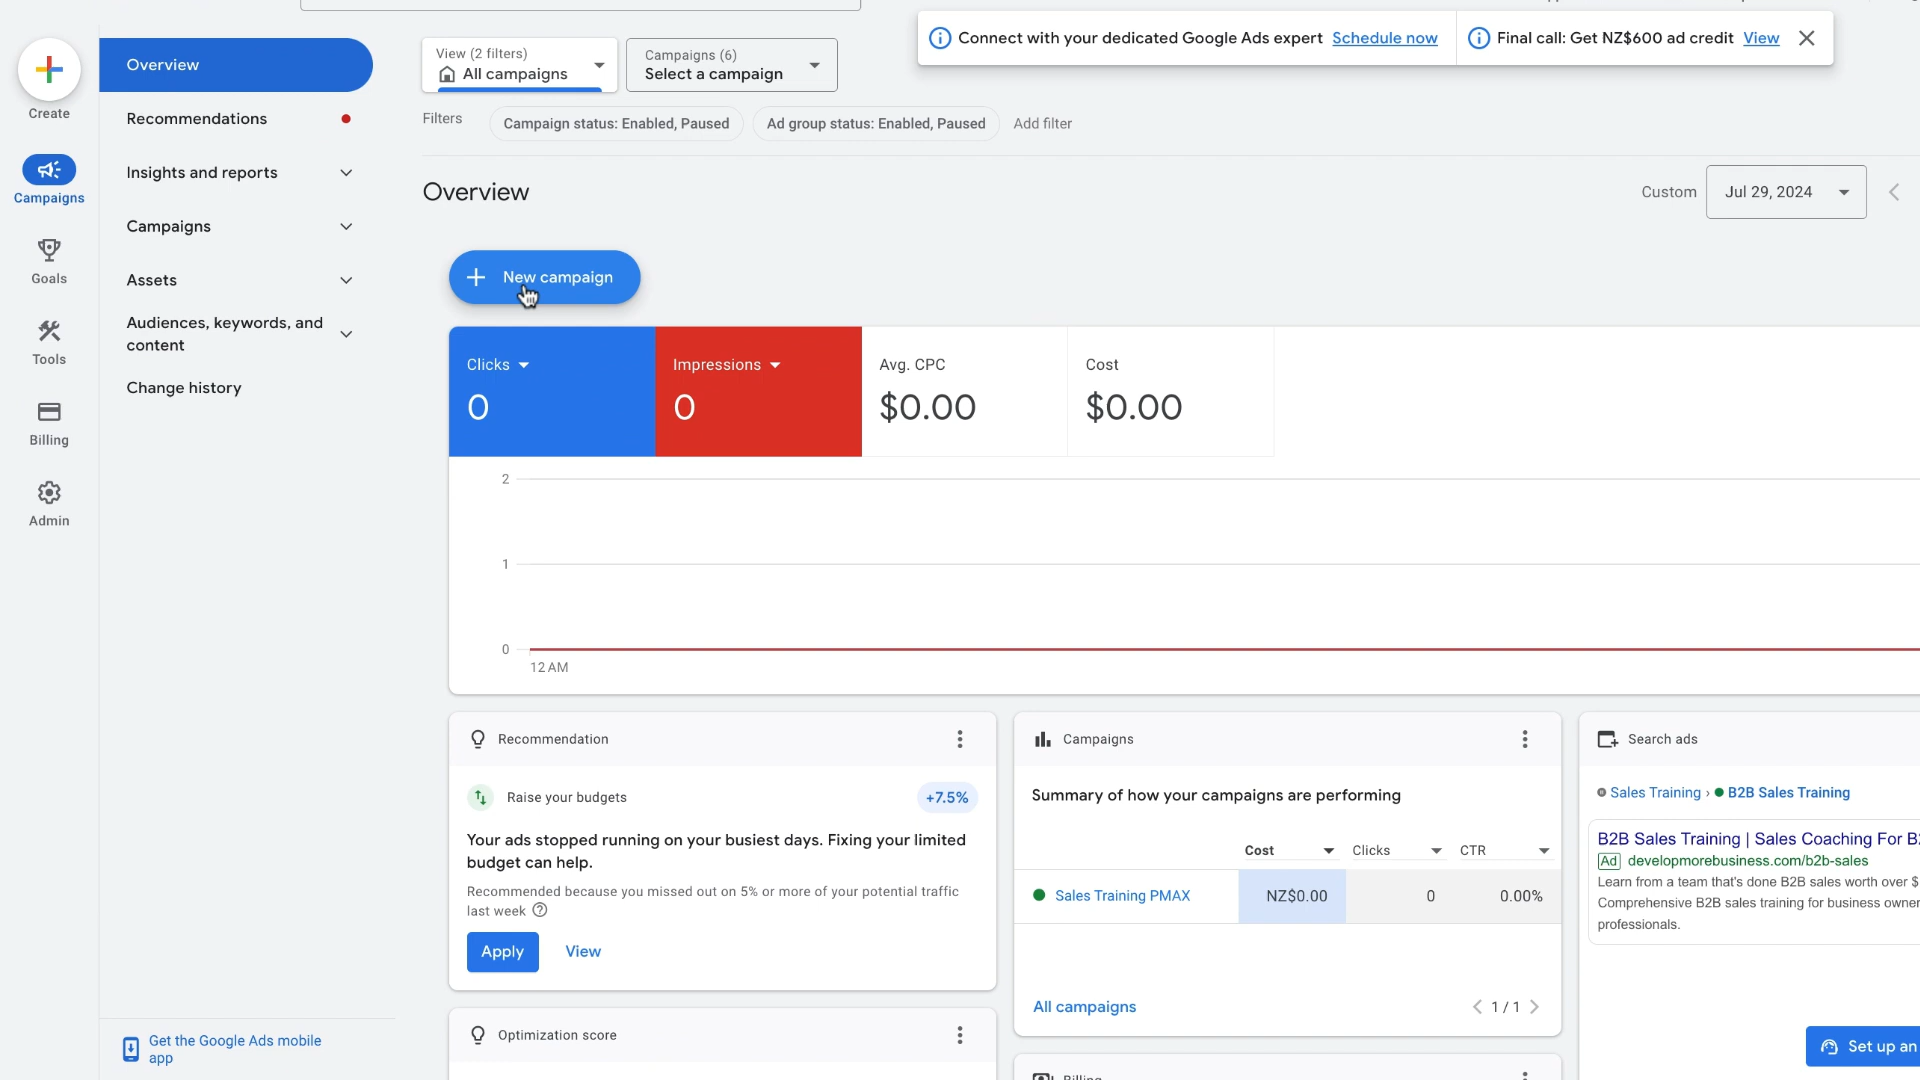 Connect with your dedicated Google Ads expert Schedule now
Final call: Get NZ$600 ad credit View
Create
Campaigns
Goals
Tools
Billing
Admin
Overview
Recommendations
Insights and reports
Campaigns
Assets
Audiences, keywords, and
content
Change history
Get the Google Ads mobile
app
View (2 filters)
All campaigns
Campaigns (6)
Select a campaign
Filters
Campaign status: Enabled, Paused
Ad group status: Enabled, Paused
Add filter
Overview
Custom
Jul 29, 2024
New campaign
Clicks
0
Impressions
0
Avg. CPC
$0.00
Cost
$0.00
2
1
0
12 AM
Recommendation
Raise your budgets
+7.5%
Your ads stopped running on your busiest days. Fixing your limited
budget can help.
Recommended because you missed out on 5% or more of your potential traffic
last week
Apply
View
Optimization score
Campaigns
Summary of how your campaigns are performing
Cost Clicks CTR
Sales Training PMAX NZ$0.00 0 0.00%
All campaigns
1 / 1
Billing
Search ads
Sales Training › B2B Sales Training
B2B Sales Training | Sales Coaching For B
Ad developmorebusiness.com/b2b-sales
Learn from a team that's done B2B sales worth over $
Comprehensive B2B sales training for business owner
professionals.
Set up an